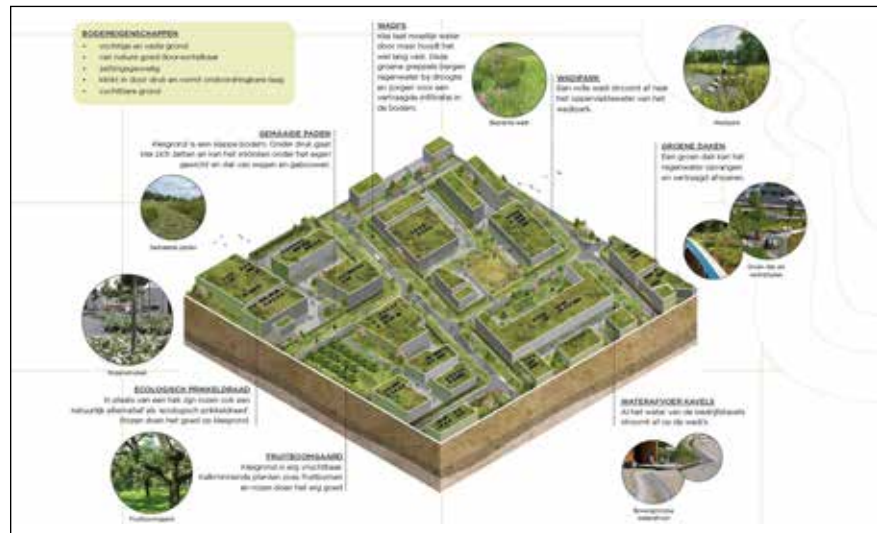 BODEMEIGENSCHAPPEN
• vochtige en vaste grond
• van nature goed doorwortelbaar
• zettingsgevoelig
• klinkt in door druk en vormt ondoordringbare laag
• vruchtbare grond
WADI'S
Klei laat moeilijk water
door maar houdt het
wel lang vast. Deze
groene greppels bergen
regenwater bij droogte
en zorgen voor een
vertraagde infiltratie in
de bodem.
WADIPARK
Een volle wadi stroomt af naar
het oppervlaktewater van het
wadipark.
Wadipark
GEMAAIDE PADEN
Kleigrond is een slappe bodem. Onder druk gaat
klei zich zetten en kan het inklinken onder het eigen
gewicht en dat van wegen en gebouwen.
Gemaaide paden
GROENE DAKEN
Een groen dak kan het
regenwater opvangen
en vertraagd afvoeren.
Groen dak en
ECOLOGISCH PRIKKELDRAAD
In plaats van een hek zijn rozen ook een
natuurlijk alternatief als 'ecologisch prikkeldraad'.
Rozen doen het goed op kleigrond.
FRUITBOOMGAARD
Kleigrond is erg vruchtbaar.
Kalkminnende planten zoals fruitbomen
en rozen doen het erg goed
Fruitboomgaard
WATERAFVOER KAVELS
Al het water van de bedrijfskavels
stroomt af op de wadi's.
Bovengrondse
waterafvoer